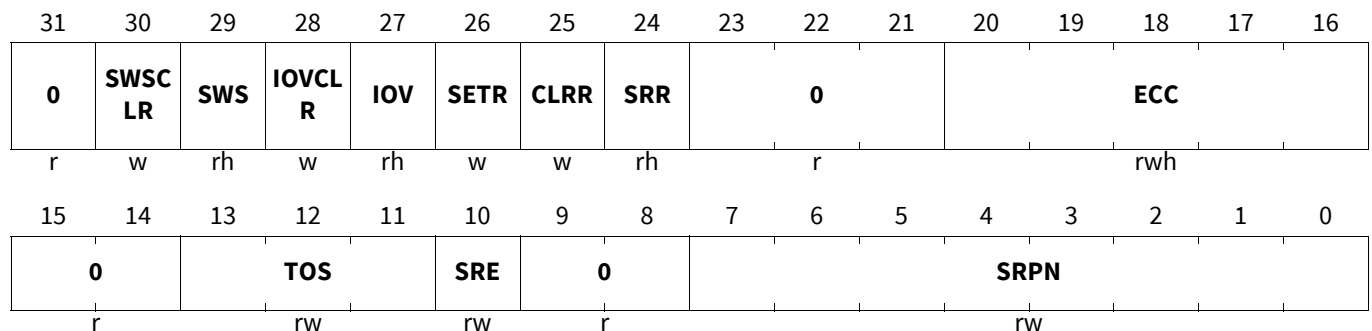 31 30 29 28 27 26 25 24 23 22 21 20 19 18 17 16
0 SWSC LR SWS IOVCL R IOV SETR CLRR SRR 0 ECC
r w rh w rh w w rh r rwh
15 14 13 12 11 10 9 8 7 6 5 4 3 2 1 0
0 TOS SRE 0 SRPN
r rw rw r rw